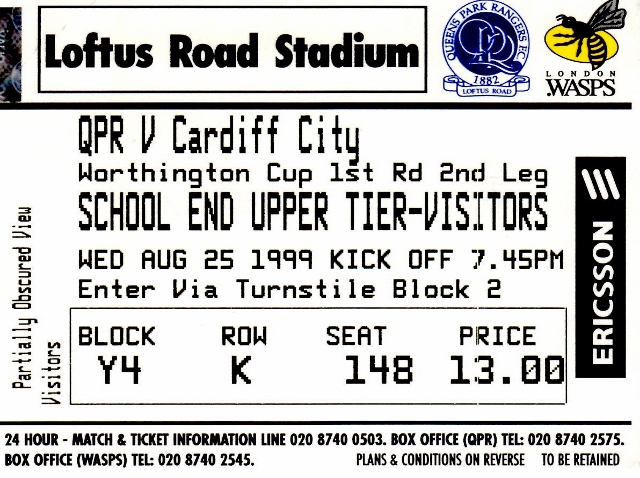 Loftus Road Stadium
QUEENS PARK RANGERS F.C.
1882
LOFTUS ROAD
LONDON
WASPS
QPR V Cardiff City
Worthington Cup 1st Rd 2nd Leg
SCHOOL END UPPER TIER-VISITORS
WED AUG 25 1999 KICK OFF 7.45PM
Enter Via Turnstile Block 2
Partially Obscured View
Visitors
BLOCK ROW SEAT PRICE
Y4 K 148 13.00
ERICSSON
24 HOUR - MATCH & TICKET INFORMATION LINE 020 8740 0503. BOX OFFICE (QPR) TEL: 020 8740 2575.
BOX OFFICE (WASPS) TEL: 020 8740 2545. PLANS & CONDITIONS ON REVERSE TO BE RETAINED